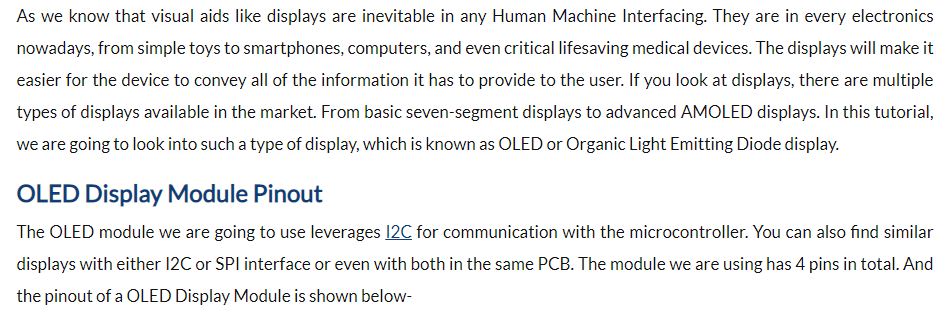 As we know that visual aids like displays are inevitable in any Human Machine Interfacing. They are in every electronics
nowadays, from simple toys to smartphones, computers, and even critical lifesaving medical devices. The displays will make it
easier for the device to convey all of the information it has to provide to the user. If you look at displays, there are multiple
types of displays available in the market. From basic seven-segment displays to advanced AMOLED displays. In this tutorial,
we are going to look into such a type of display, which is known as OLED or Organic Light Emitting Diode display.
OLED Display Module Pinout
The OLED module we are going to use leverages I2C for communication with the microcontroller. You can also find similar
displays with either I2C or SPI interface or even with both in the same PCB. The module we are using has 4 pins in total. And
the pinout of a OLED Display Module is shown below-